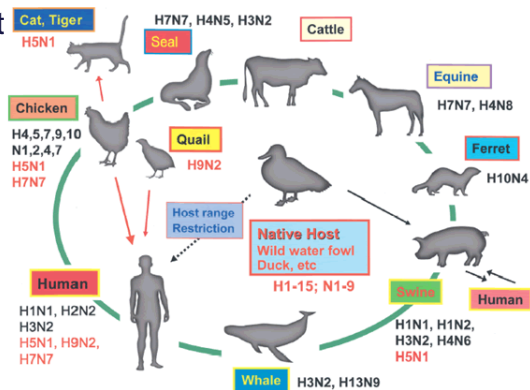 t
Cat, Tiger
H5N1
Seal
H7N7, H4N5, H3N2
Cattle
Equine
H7N7, H4N8
Chicken
H4,5,7,9,10
N1,2,4,7
H5N1
H7N7
Quail
H9N2
Ferret
H10N4
Host range
Restriction
Native Host
Wild water fowl
Duck, etc
H1-15; N1-9
Human
H1N1, H2N2
H3N2
H5N1, H9N2,
H7N7
Swine
H1N1, H1N2,
H3N2, H4N6
H5N1
Human
Whale
H3N2, H13N9